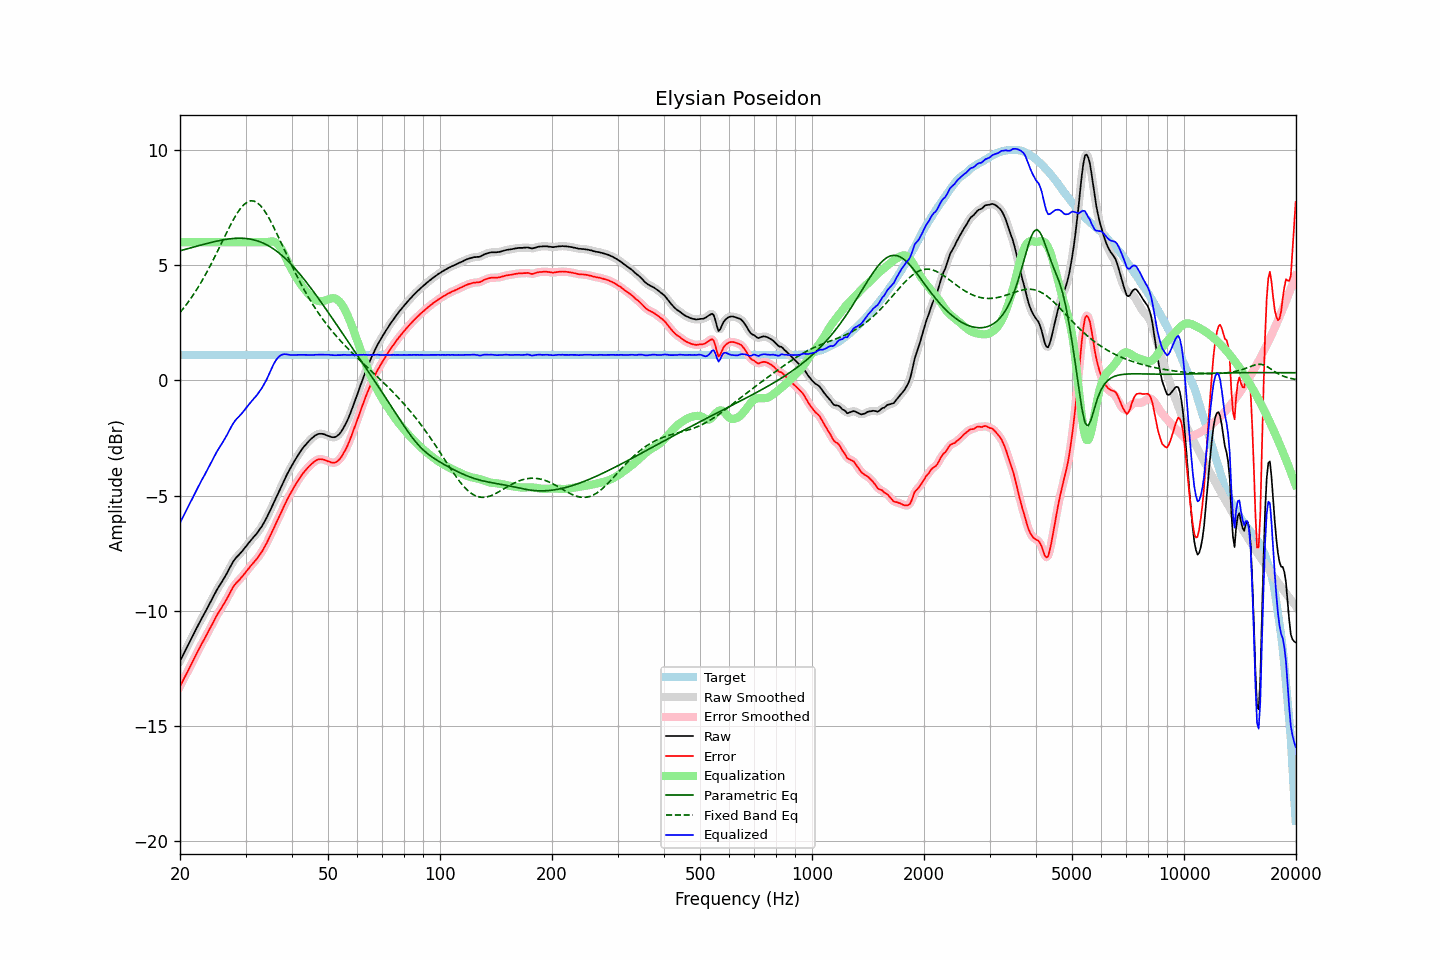 Elysian Poseidon
Amplitude (dBr)
10
5
0
−5
−10
−15
−20
Target
Raw Smoothed
Error Smoothed
Raw
Error
Equalization
Parametric Eq
Fixed Band Eq
Equalized
20 50 100 200 500 1000 2000 5000 10000 20000
Frequency (Hz)